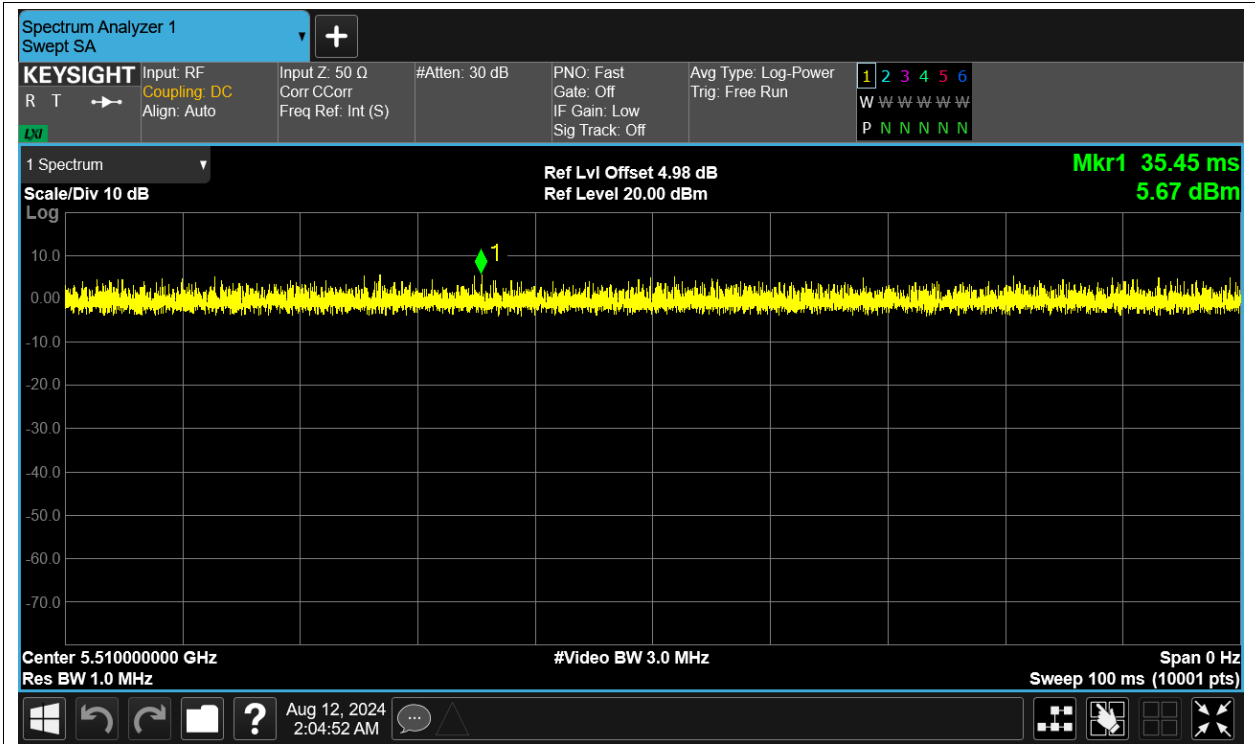 Spectrum Analyzer 1
Swept SA
KEYSIGHT
R T
LXI
Input: RF
Coupling: DC
Align: Auto
Input Z: 50 Ω
Corr CCorr
Freq Ref: Int (S)
#Atten: 30 dB
PNO: Fast
Gate: Off
IF Gain: Low
Sig Track: Off
Avg Type: Log-Power
Trig: Free Run
1 2 3 4 5 6
W W W W W W
P N N N N N
1 Spectrum
Scale/Div 10 dB
Ref Lvl Offset 4.98 dB
Ref Level 20.00 dBm
Mkr1 35.45 ms
5.67 dBm
Log
1
10.0
0.00
-10.0
-20.0
-30.0
-40.0
-50.0
-60.0
-70.0
Center 5.510000000 GHz
#Video BW 3.0 MHz
Span 0 Hz
Res BW 1.0 MHz
Sweep 100 ms (10001 pts)
?
Aug 12, 2024
2:04:52 AM